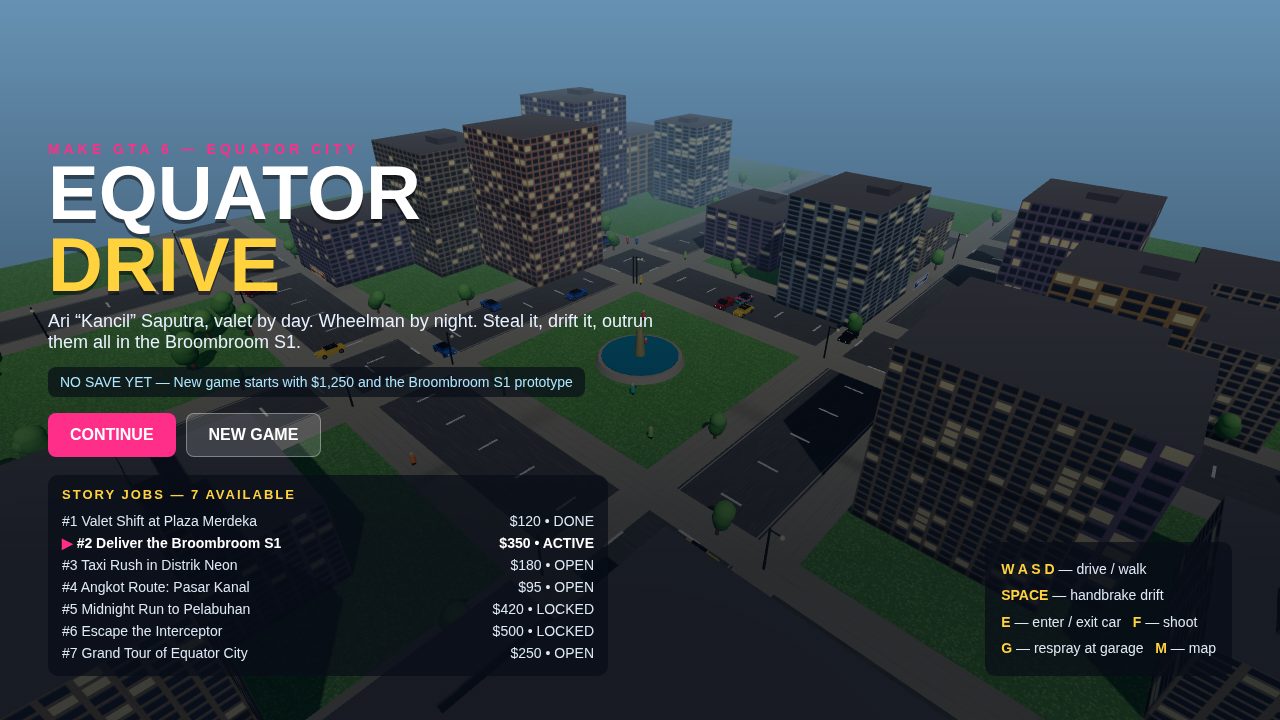 MAKE GTA 6 — EQUATOR CITY
EQUATOR
DRIVE
Ari “Kancil” Saputra, valet by day. Wheelman by night. Steal it, drift it, outrun
them all in the Broombroom S1.
NO SAVE YET — New game starts with $1,250 and the Broombroom S1 prototype
CONTINUE NEW GAME
STORY JOBS — 7 AVAILABLE
#1 Valet Shift at Plaza Merdeka $120 • DONE
▶ #2 Deliver the Broombroom S1 $350 • ACTIVE
#3 Taxi Rush in Distrik Neon $180 • OPEN
#4 Angkot Route: Pasar Kanal $95 • OPEN
#5 Midnight Run to Pelabuhan $420 • LOCKED
#6 Escape the Interceptor $500 • LOCKED
#7 Grand Tour of Equator City $250 • OPEN
W A S D — drive / walk
SPACE — handbrake drift
E — enter / exit car F — shoot
G — respray at garage M — map